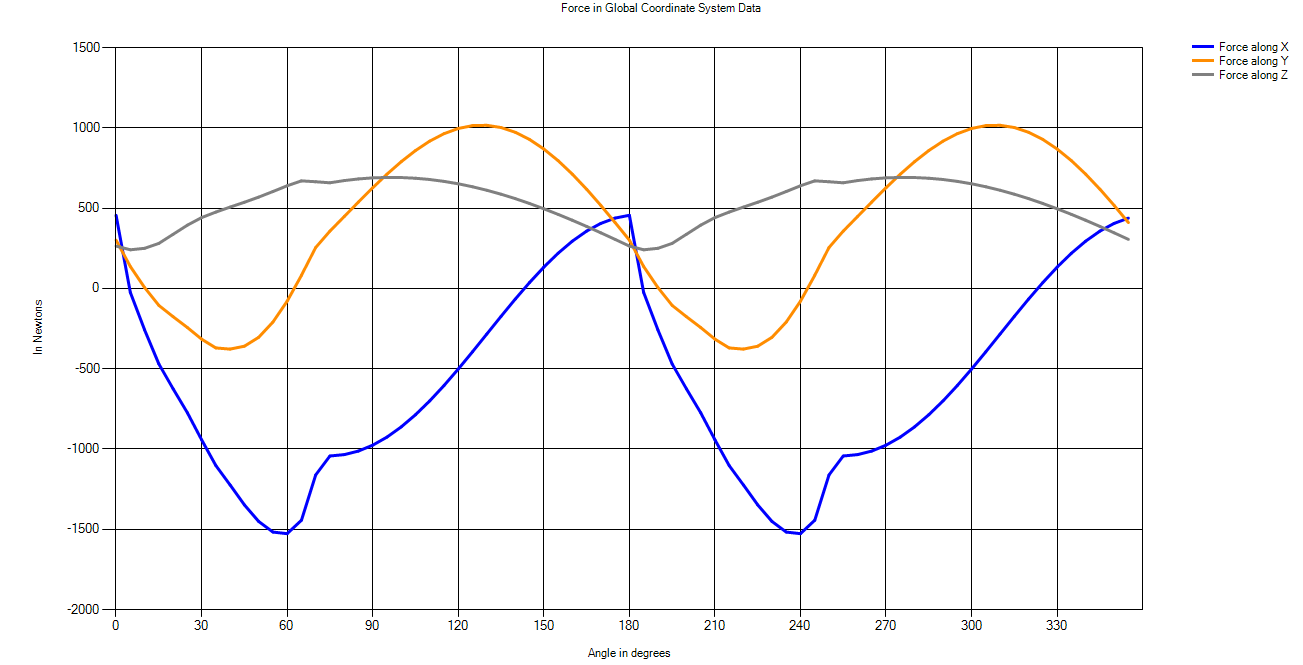 Force in Global Coordinate System Data
Force along X
Force along Y
Force along Z
In Newtons
1500
1000
500
0
-500
-1000
-1500
-2000
0 30 60 90 120 150 180 210 240 270 300 330
Angle in degrees